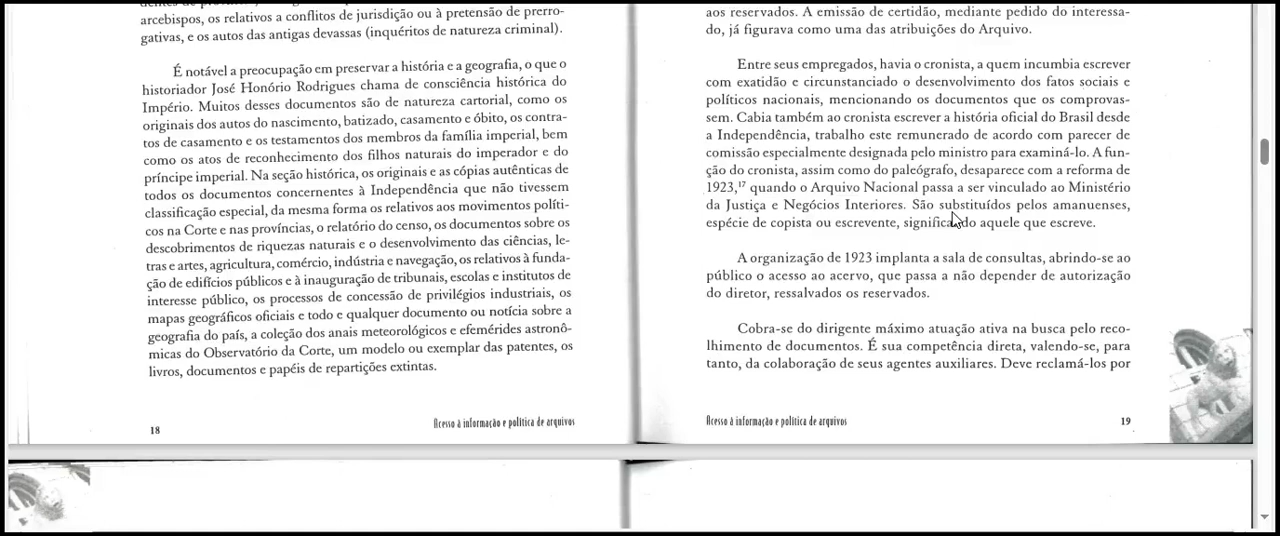 arcebispos, os relativos a conflitos de jurisdição ou à pretensão de prerro-
gativas, e os autos das antigas devassas (inquéritos de natureza criminal).
É notável a preocupação em preservar a história e a geografia, o que o
historiador José Honório Rodrigues chama de consciência histórica do
Império. Muitos desses documentos são de natureza cartorial, como os
originais dos autos do nascimento, batizado, casamento e óbito, os contra-
tos de casamento e os testamentos dos membros da família imperial, bem
como os atos de reconhecimento dos filhos naturais do imperador e do
príncipe imperial. Na seção histórica, os originais e as cópias autênticas de
todos os documentos concernentes à Independência que não tivessem
classificação especial, da mesma forma os relativos aos movimentos políti-
cos na Corte e nas províncias, o relatório do censo, os documentos sobre os
descobrimentos de riquezas naturais e o desenvolvimento das ciências, le-
tras e artes, agricultura, comércio, indústria e navegação, os relativos à funda-
ção de edifícios públicos e à inauguração de tribunais, escolas e institutos de
interesse público, os processos de concessão de privilégios industriais, os
mapas geográficos oficiais e todo e qualquer documento ou notícia sobre a
geografia do país, a coleção dos anais meteorológicos e efemérides astronô-
micas do Observatório da Corte, um modelo ou exemplar das patentes, os
livros, documentos e papéis de repartições extintas.
18
Acesso à informação e política de arquivos
aos reservados. A emissão de certidão, mediante pedido do interessa-
do, já figurava como uma das atribuições do Arquivo.
Entre seus empregados, havia o cronista, a quem incumbia escrever
com exatidão e circunstanciado o desenvolvimento dos fatos sociais e
políticos nacionais, mencionando os documentos que os comprovas-
sem. Cabia também ao cronista escrever a história oficial do Brasil desde
a Independência, trabalho este remunerado de acordo com parecer de
comissão especialmente designada pelo ministro para examiná-lo. A fun-
ção do cronista, assim como do paleógrafo, desaparece com a reforma de
1923,¹⁷ quando o Arquivo Nacional passa a ser vinculado ao Ministério
da Justiça e Negócios Interiores. São substituídos pelos amanuenses,
espécie de copista ou escrevente, significando aquele que escreve.
A organização de 1923 implanta a sala de consultas, abrindo-se ao
público o acesso ao acervo, que passa a não depender de autorização
do diretor, ressalvados os reservados.
Cobra-se do dirigente máximo atuação ativa na busca pelo reco-
lhimento de documentos. É sua competência direta, valendo-se, para
tanto, da colaboração de seus agentes auxiliares. Deve reclamá-los por
Acesso à informação e política de arquivos
19